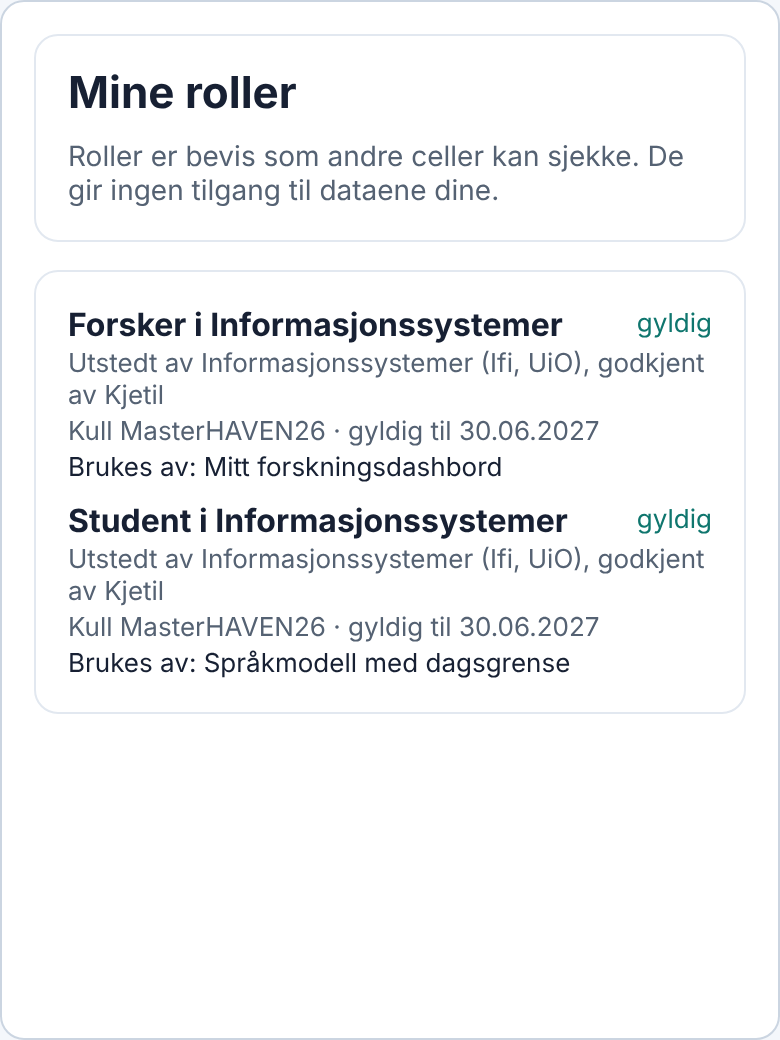 Mine roller
Roller er bevis som andre celler kan sjekke. De
gir ingen tilgang til dataene dine.
Forsker i Informasjonssystemer gyldig
Utstedt av Informasjonssystemer (Ifi, UiO), godkjent
av Kjetil
Kull MasterHAVEN26 · gyldig til 30.06.2027
Brukes av: Mitt forskningsdashbord
Student i Informasjonssystemer gyldig
Utstedt av Informasjonssystemer (Ifi, UiO), godkjent
av Kjetil
Kull MasterHAVEN26 · gyldig til 30.06.2027
Brukes av: Språkmodell med dagsgrense